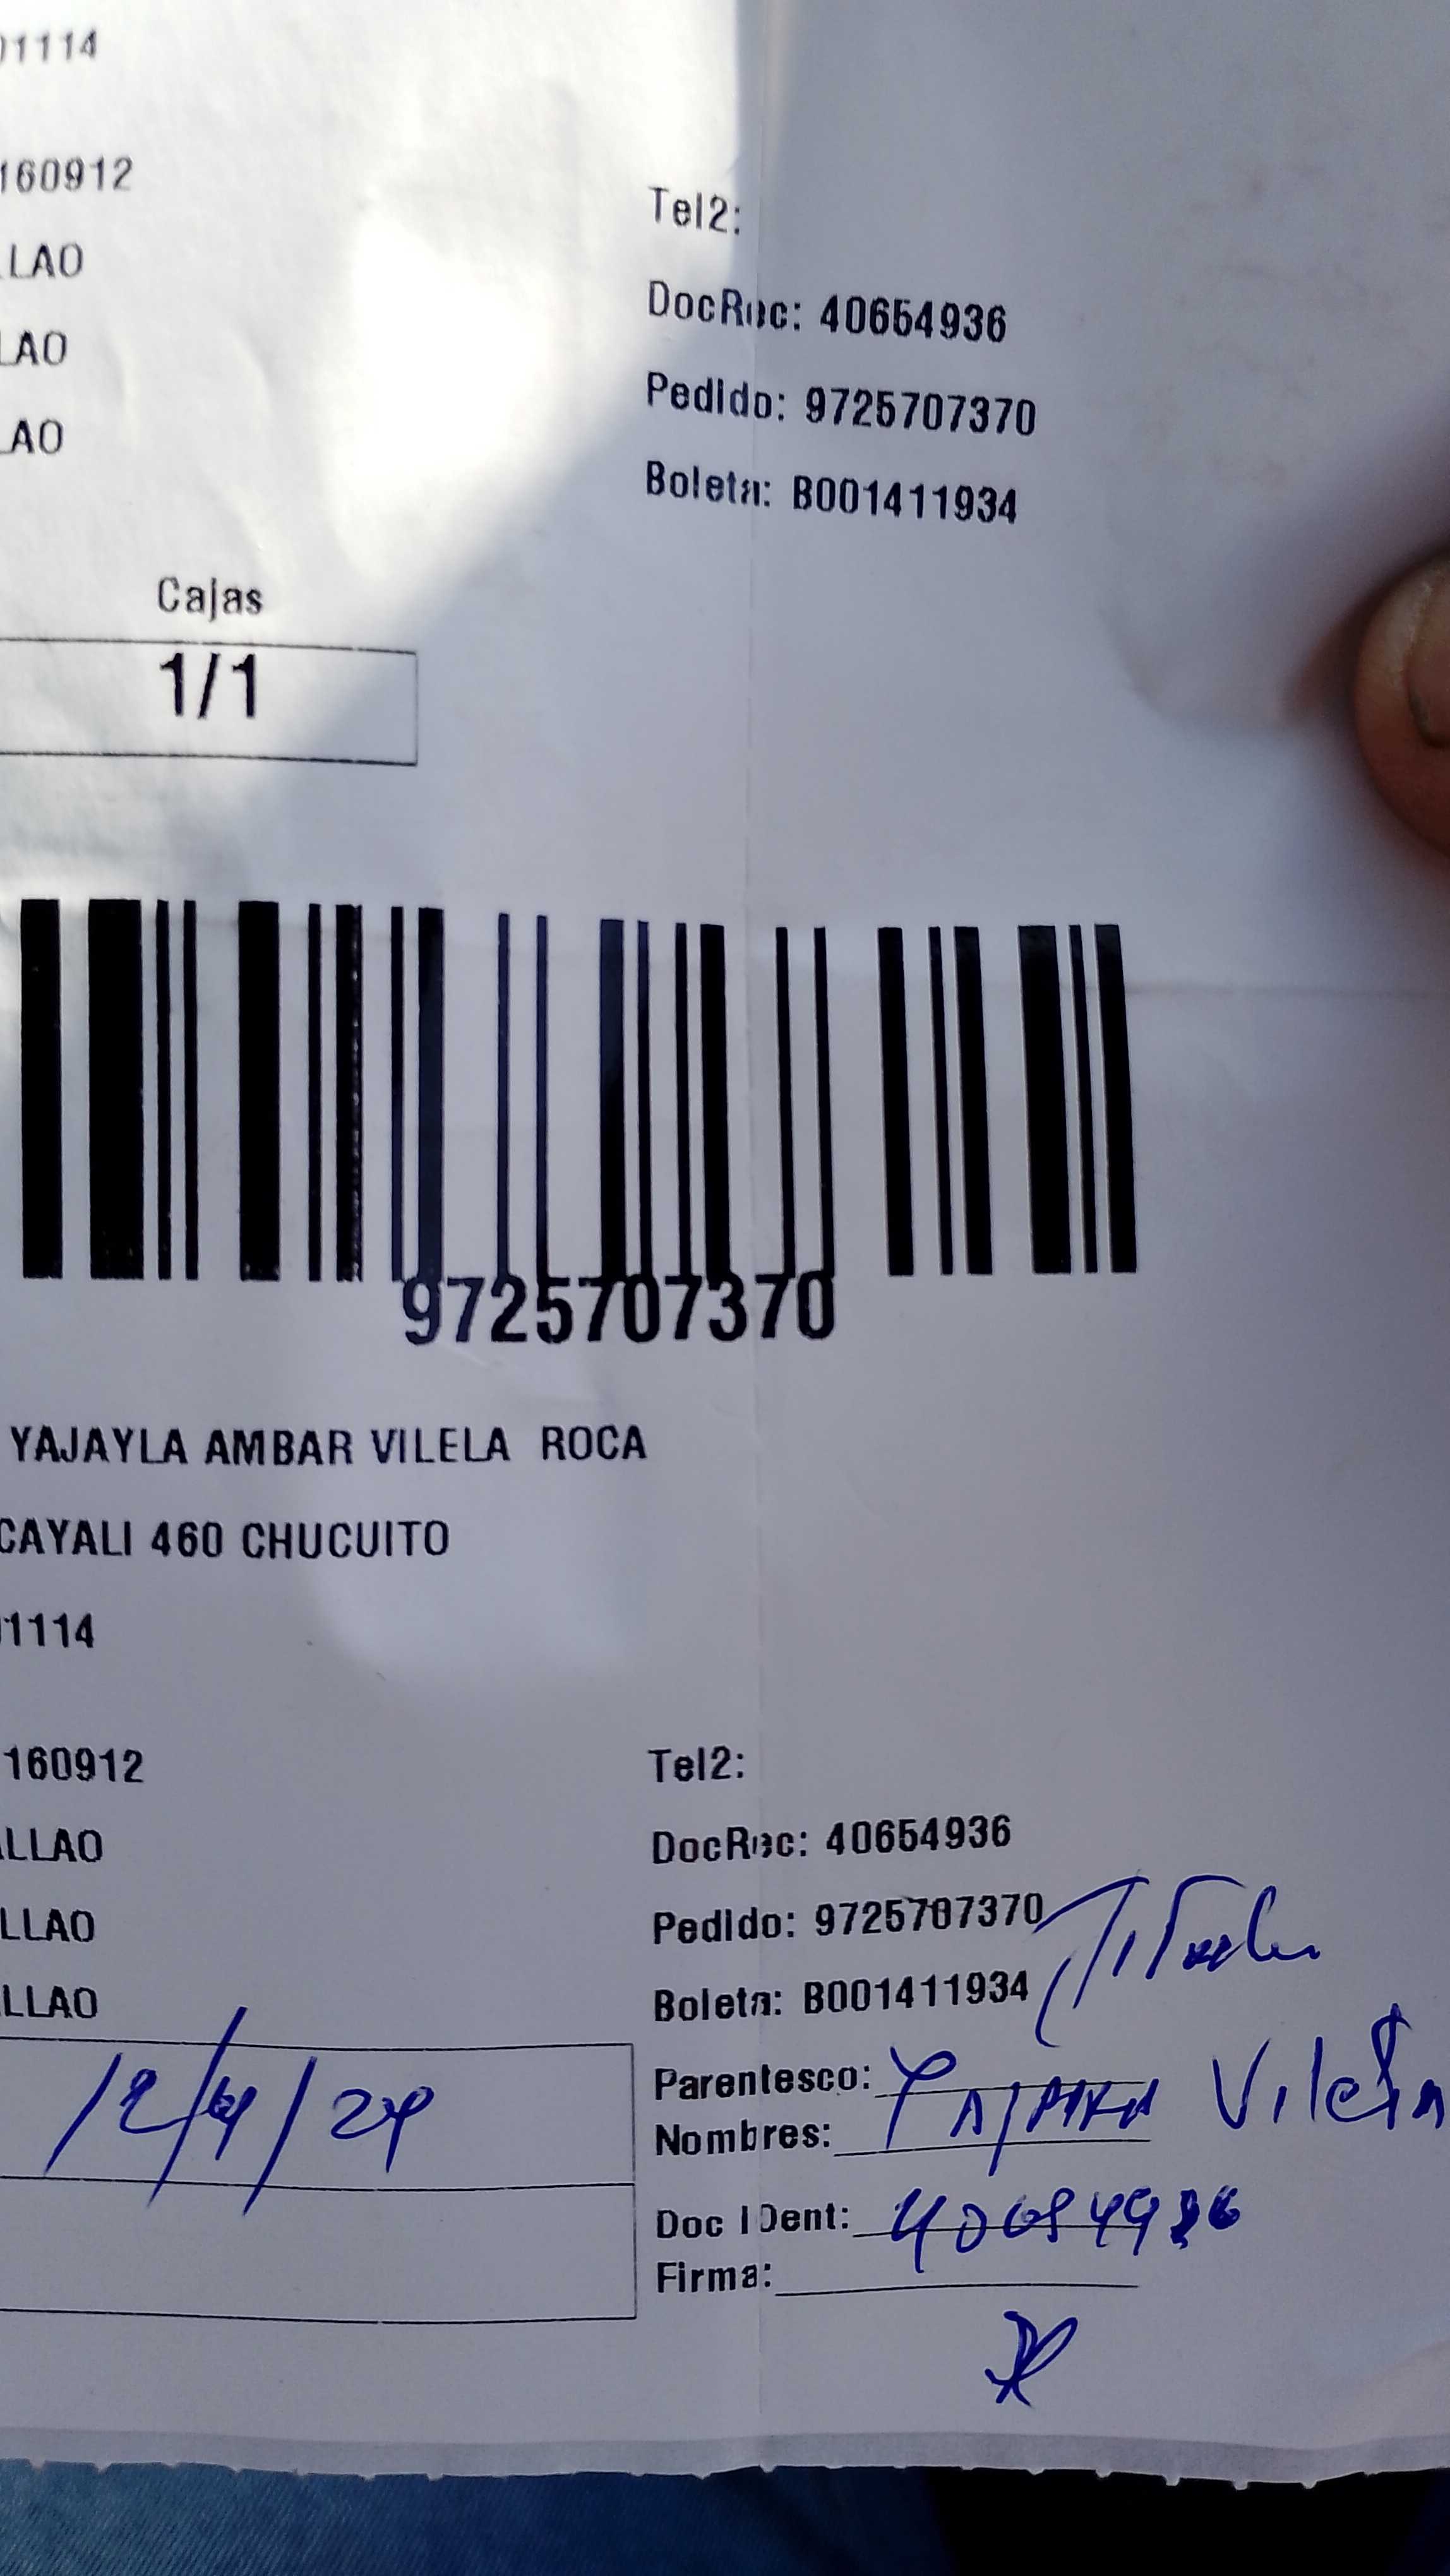 01114
160912
LLAO
LAO
LAO
Tel2:
DocRec: 40654936
Pedido: 9725707370
Boleta: B001411934
Cajas
1/1
9725707370
YAJAYLA AMBAR VILELA ROCA
CAYALI 460 CHUCUITO
01114
160912
ALLAO
LLAO
LLAO
Tel2:
DocRec: 40654936
Pedido: 9725707370
Boleta: B001411934
Titular
12/4/24
Parentesco:
Nombres: Vilela
Doc IDent: 40654936
Firma: